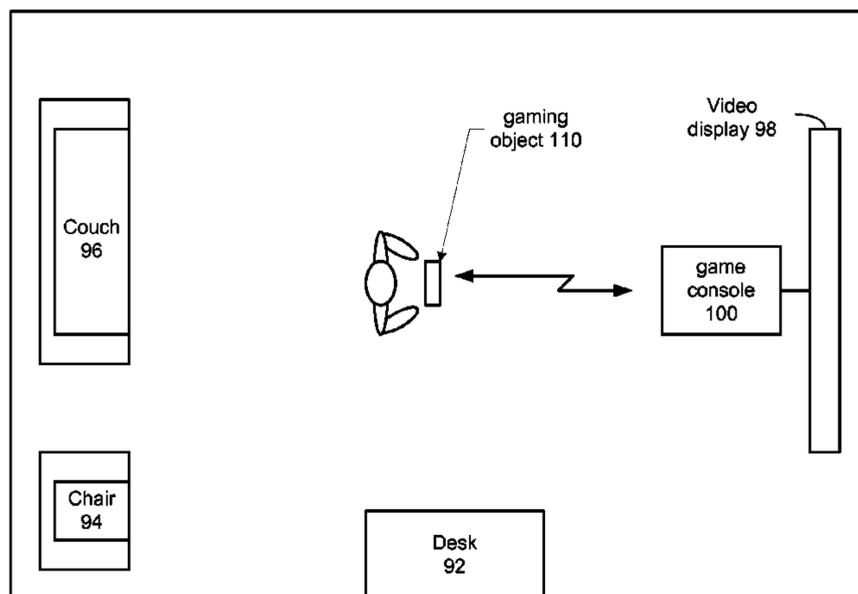 Video
display 98
gaming
object 110
Couch
96
game
console
100
Chair
94
Desk
92